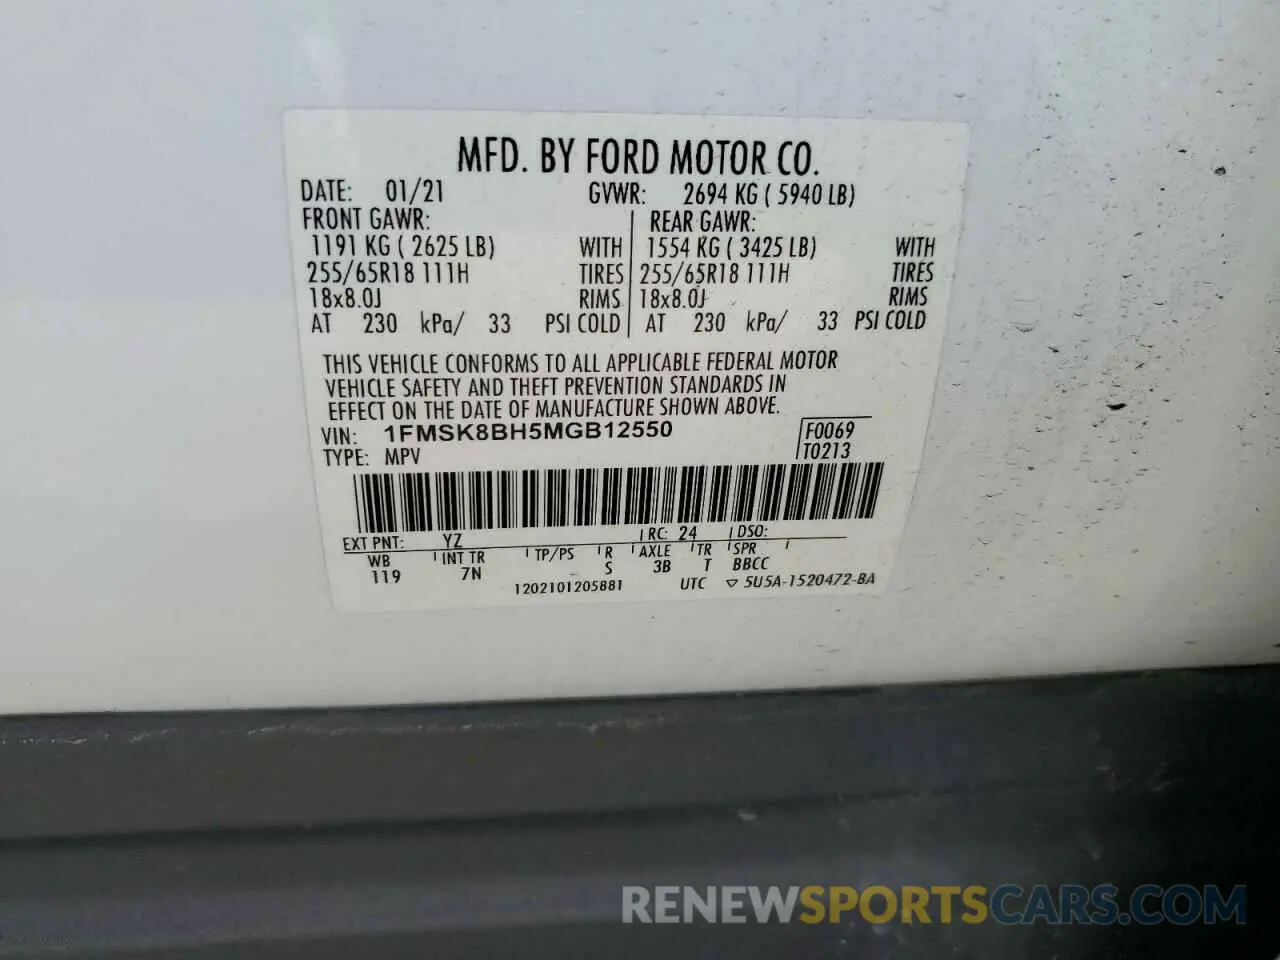 MFD. BY FORD MOTOR CO.
DATE: 01/21 GVWR: 2694 KG ( 5940 LB)
FRONT GAWR: REAR GAWR:
1191 KG ( 2625 LB) WITH 1554 KG ( 3425 LB) WITH
255/65R18 111H TIRES 255/65R18 111H TIRES
18x8.0J RIMS 18x8.0J RIMS
AT 230 kPa/ 33 PSI COLD AT 230 kPa/ 33 PSI COLD
THIS VEHICLE CONFORMS TO ALL APPLICABLE FEDERAL MOTOR
VEHICLE SAFETY AND THEFT PREVENTION STANDARDS IN
EFFECT ON THE DATE OF MANUFACTURE SHOWN ABOVE.
VIN: 1FMSK8BH5MGB12550 F0069
TYPE: MPV T0213
EXT PNT: YZ RC: 24 DSO:
WB INT TR TP/PS R AXLE TR SPR
119 7N S 3B T BBCC
1202101205881 UTC ▽ 5U5A-1520472-BA
RENEWSPORTSCARS.COM